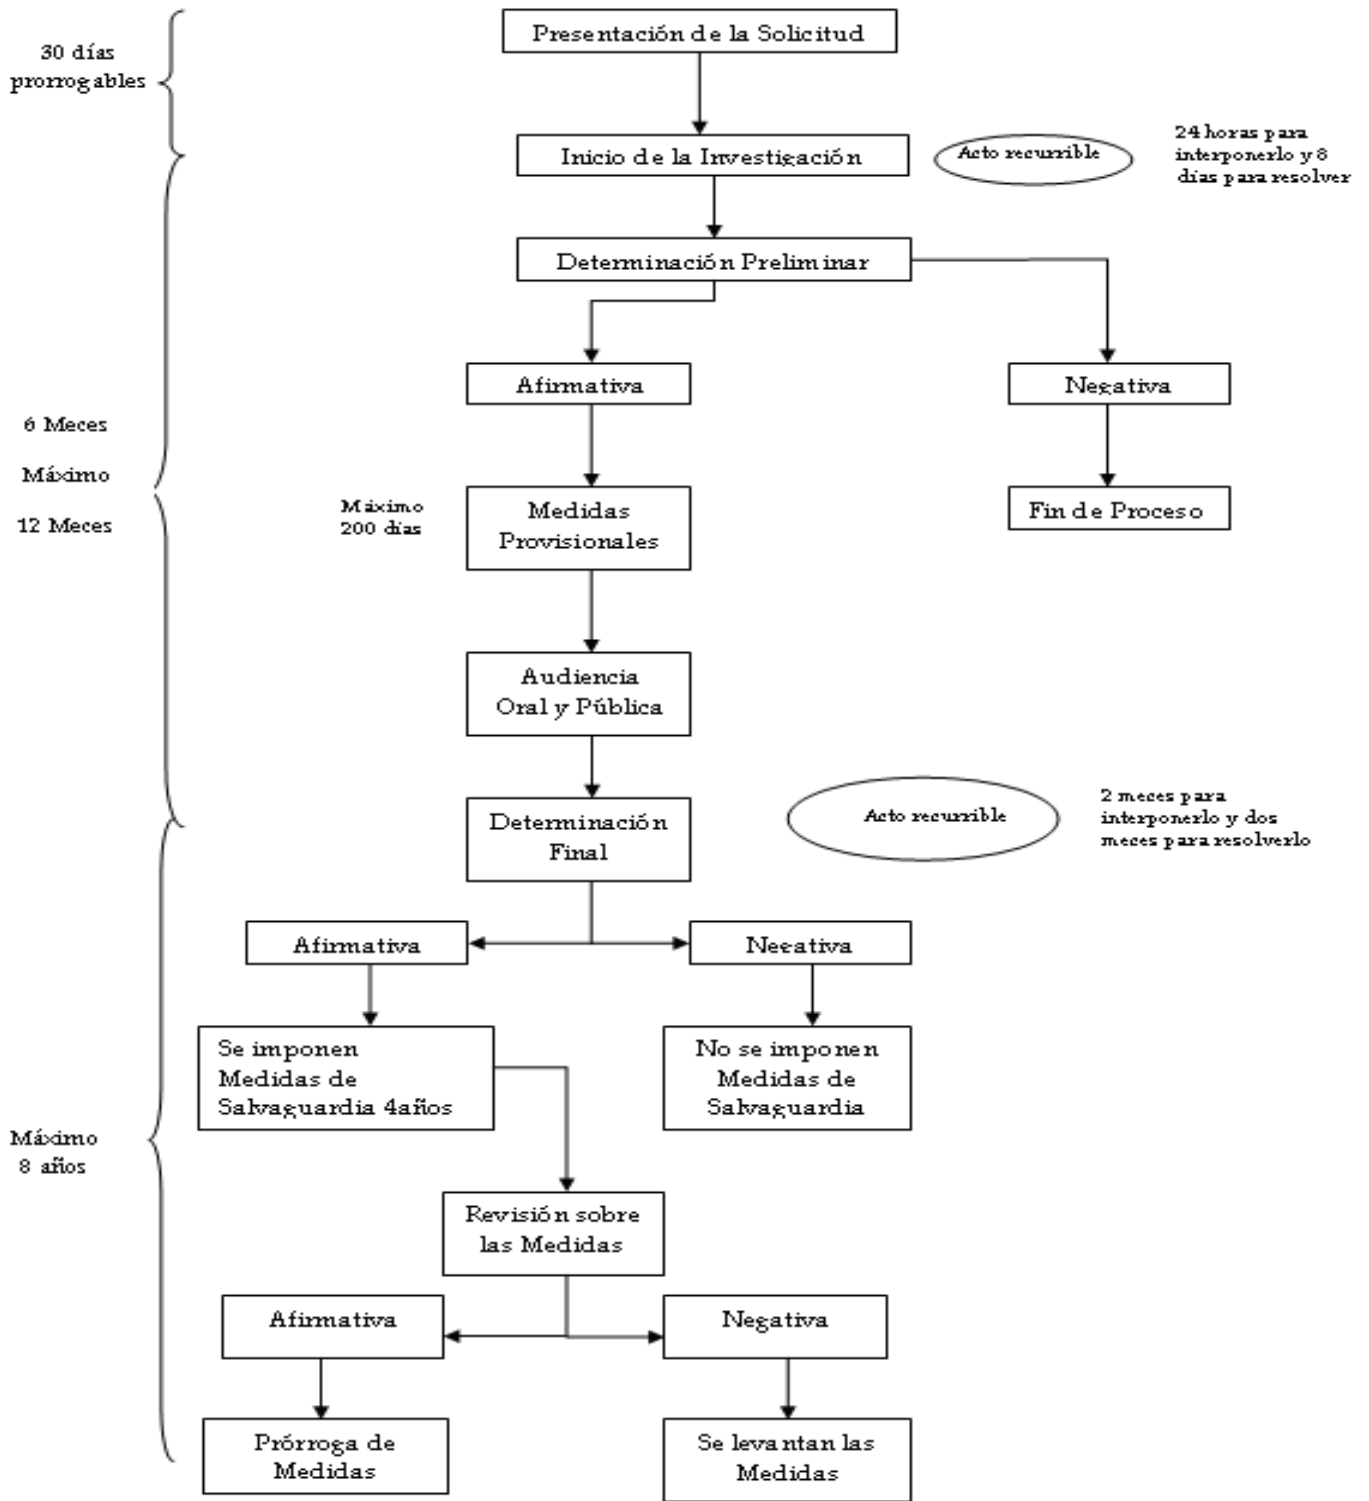 Presentación de la Solicitud
30 días
prorrogables
Inicio de la Investigación
Acto recurrible
24 horas para
interponerlo y 8
días para resolver
Determinación Preliminar
Afirmativa
Negativa
6 Meces
Máximo
12 Meces
Máximo
200 días
Medidas
Provisionales
Fin de Proceso
Audiencia
Oral y Pública
Determinación
Final
Acto recurrible
2 meces para
interponerlo y dos
meces para resolverlo
Afirmativa
Negativa
Se imponen
Medidas de
Salvaguardia 4años
No se imponen
Medidas de
Salvaguardia
Máximo
8 años
Revisión sobre
las Medidas
Afirmativa
Negativa
Prórroga de
Medidas
Se levantan las
Medidas